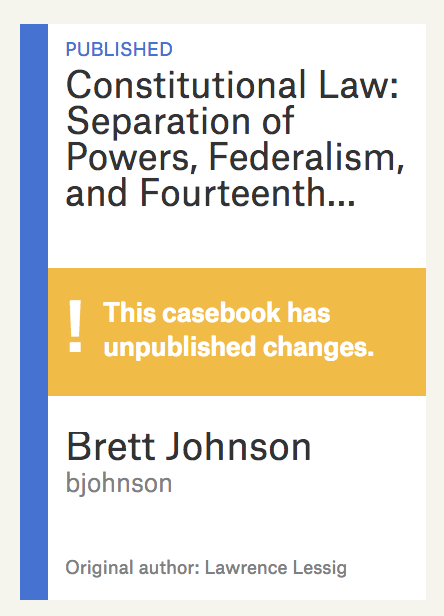 PUBLISHED
Constitutional Law:
Separation of
Powers, Federalism,
and Fourteenth...
! This casebook has
unpublished changes.
Brett Johnson
bjohnson
Original author: Lawrence Lessig